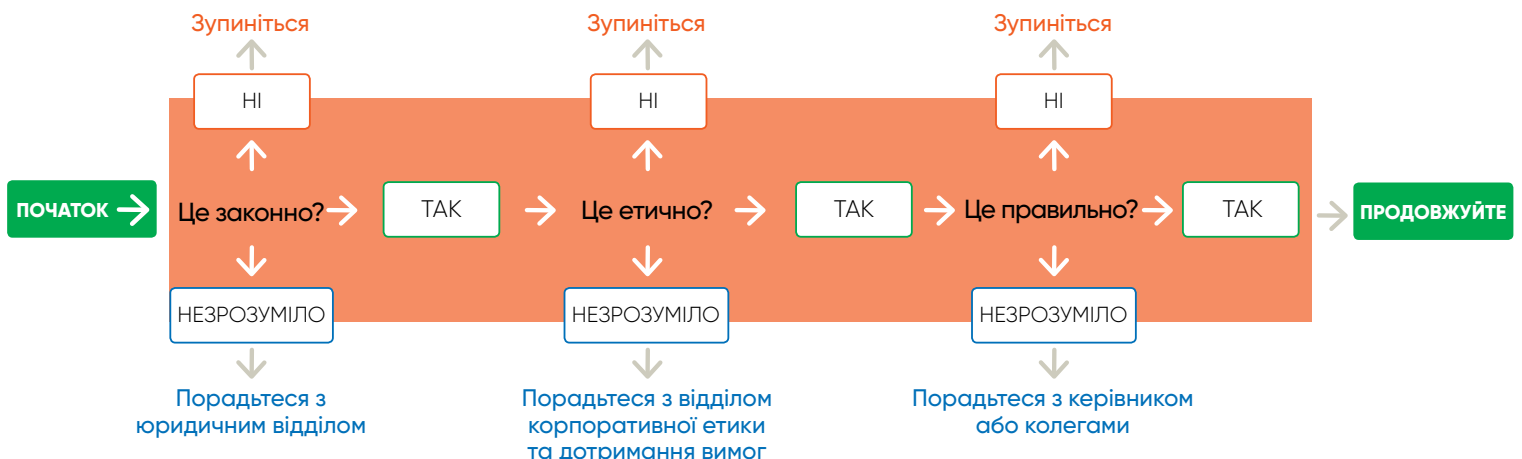 Зупиніться
Зупиніться
Зупиніться
НІ
НІ
НІ
ПОЧАТОК
Це законно?
ТАК
Це етично?
ТАК
Це правильно?
ТАК
ПРОДОВЖУЙТЕ
НЕЗРОЗУМІЛО
НЕЗРОЗУМІЛО
НЕЗРОЗУМІЛО
Порадьтеся з
юридичним відділом
Порадьтеся з відділом
корпоративної етики
та дотримання вимог
Порадьтеся з керівником
або колегами